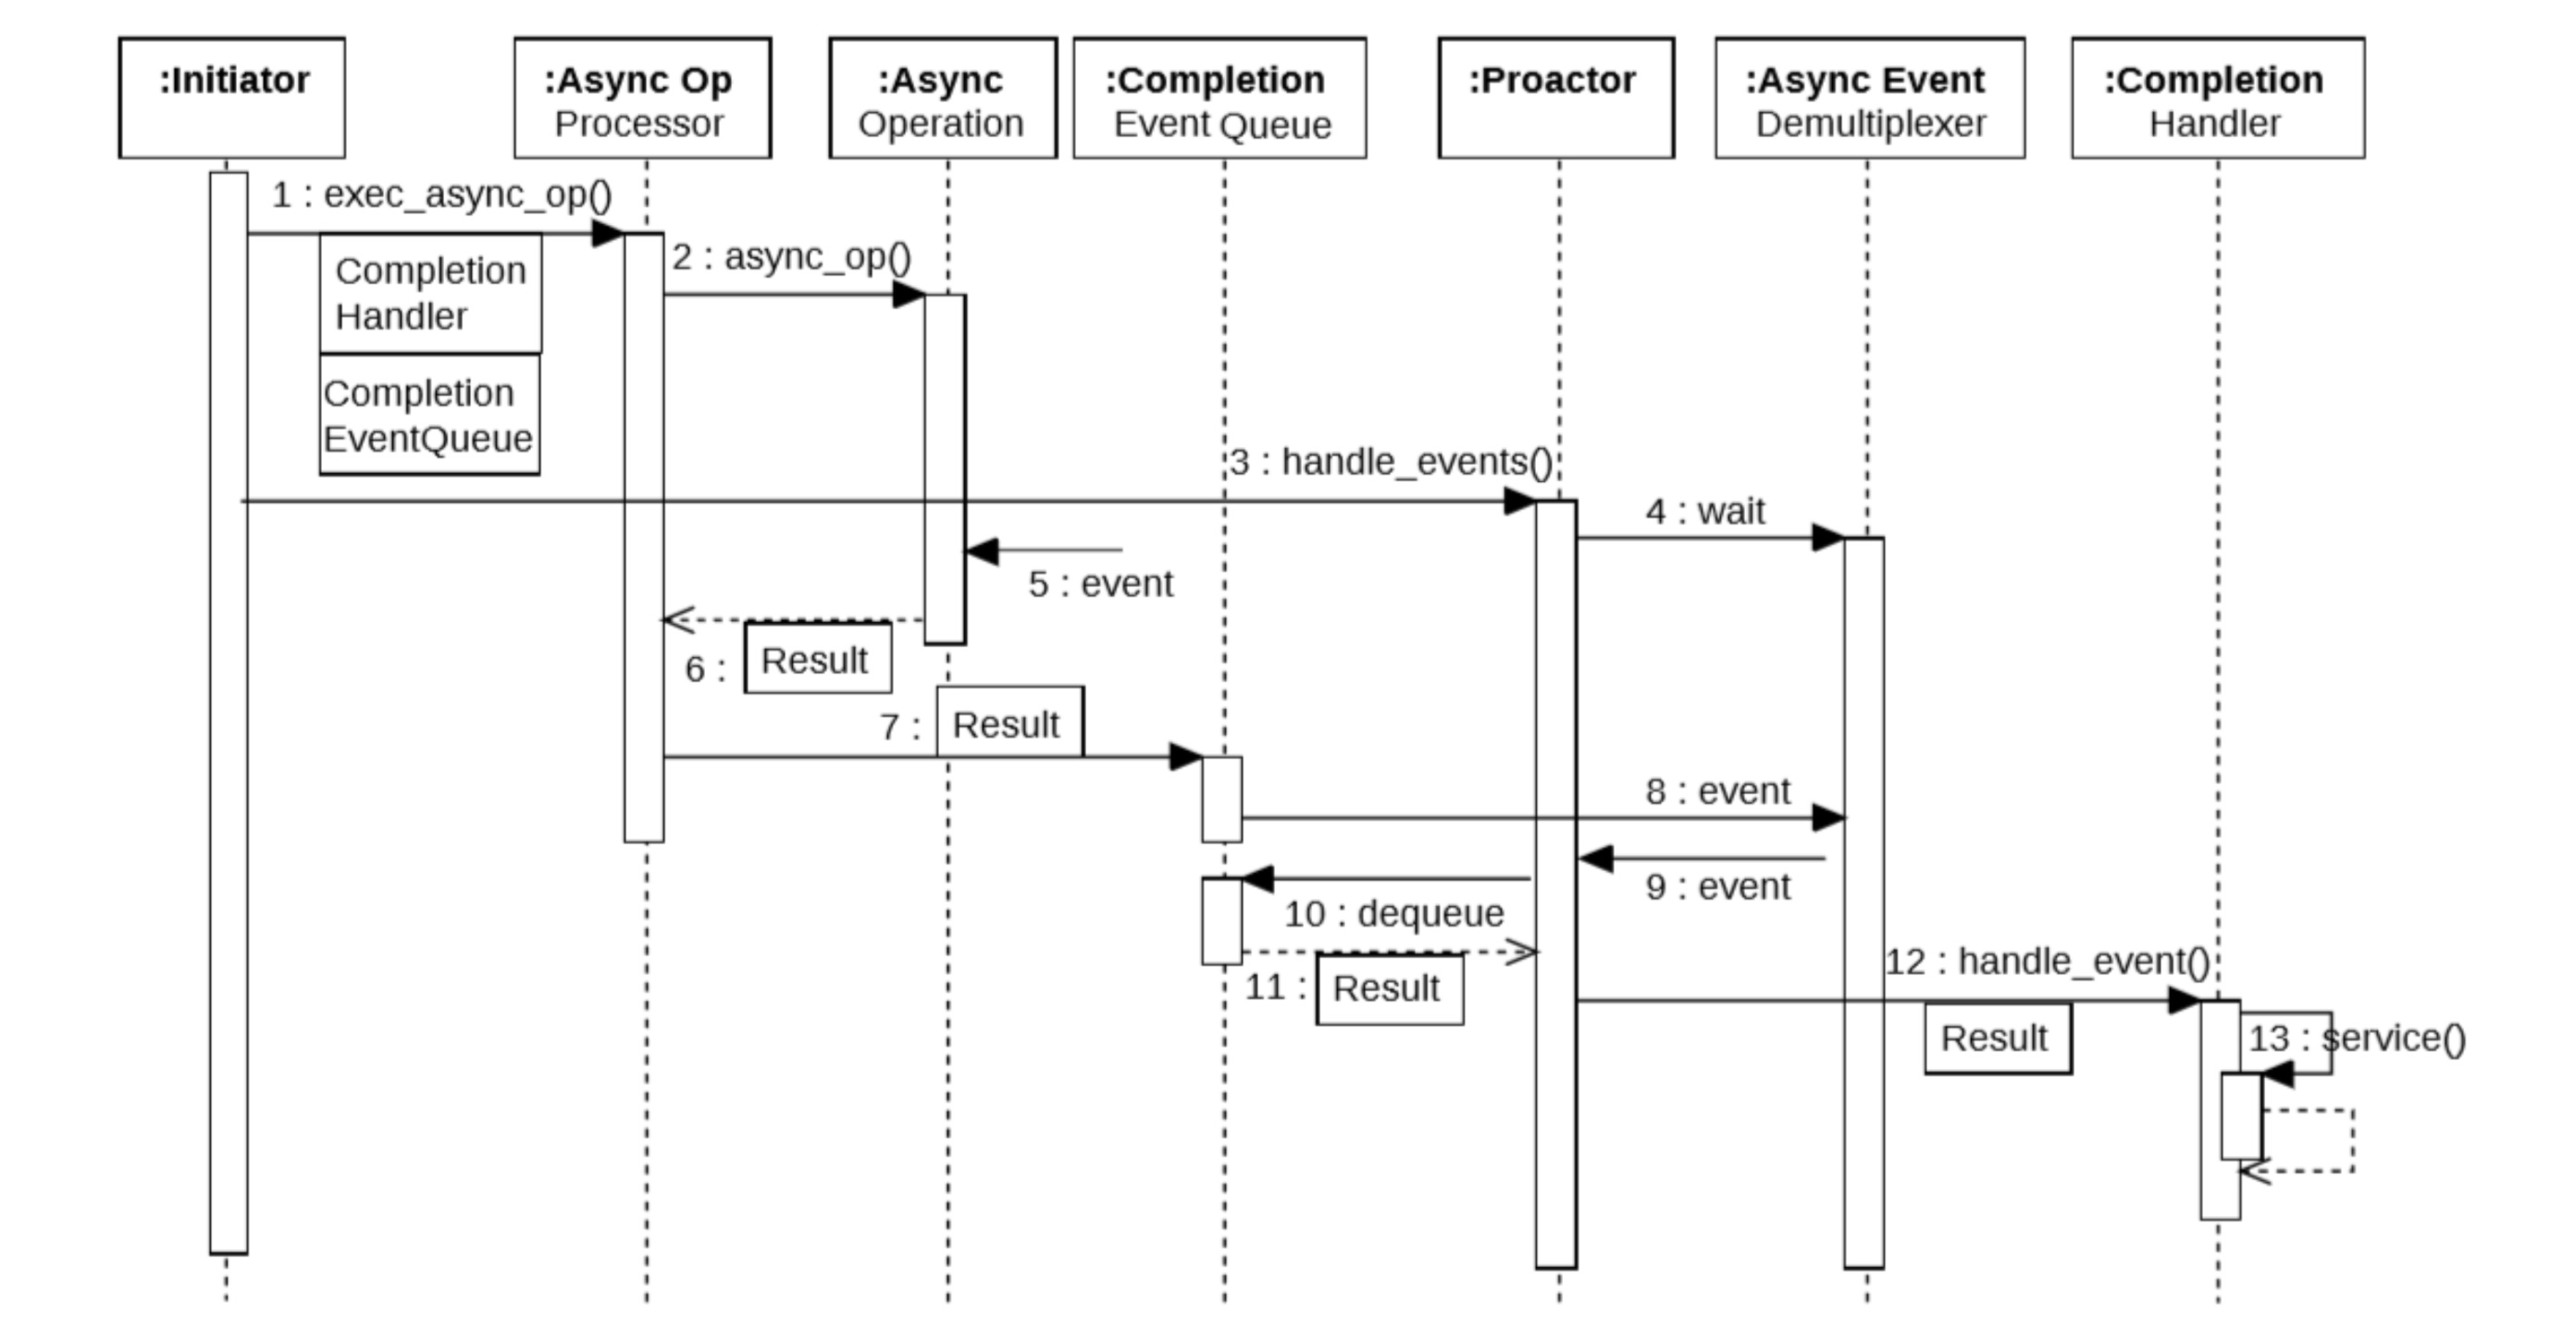 :Initiator
:Async Op
Processor
:Async
Operation
:Completion
Event Queue
:Proactor
:Async Event
Demultiplexer
:Completion
Handler
1 : exec_async_op()
Completion
Handler
Completion
EventQueue
2 : async_op()
3 : handle_events()
4 : wait
5 : event
6 :
Result
7 :
Result
8 : event
9 : event
10 : dequeue
11 :
Result
12 : handle_event()
Result
13 : service()